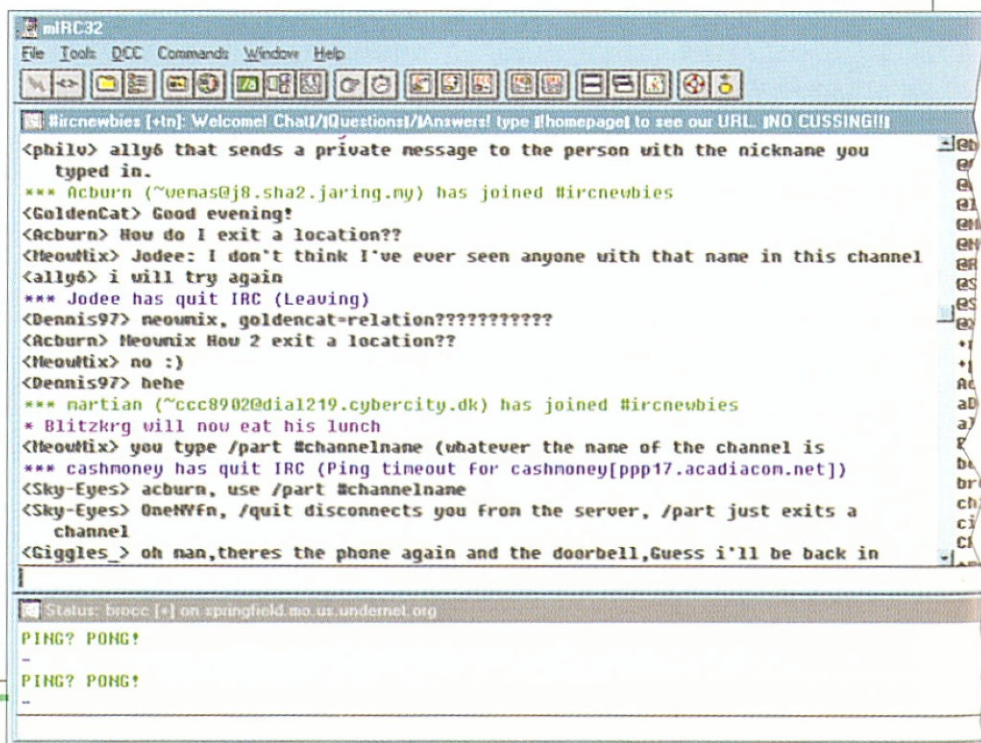 mIRC32
File Tools DCC Commands Window Help
#ircnewbies [+tn]: Welcome! Chat/Questions/Answers! type !homepage to see our URL. NO CUSSING!!
<philv> ally6 that sends a private message to the person with the nickname you
typed in.
*** Acburn (~wemas@j8.sha2.jaring.my) has joined #ircnewbies
<GoldenCat> Good evening!
<Acburn> How do I exit a location??
<MeowMix> Jodee: I don't think I've ever seen anyone with that name in this channel
<ally6> i will try again
*** Jodee has quit IRC (Leaving)
<Dennis97> meowmix, goldencat=relation???????????
<Acburn> Meowmix How 2 exit a location??
<MeowMix> no :)
<Dennis97> hehe
*** martian (~ccc8902@dial219.cybercity.dk) has joined #ircnewbies
* Blitzkrg will now eat his lunch
<MeowMix> you type /part #channelname (whatever the name of the channel is
*** cashmoney has quit IRC (Ping timeout for cashmoney[ppp17.acadiacom.net])
<Sky-Eyes> acburn, use /part #channelname
<Sky-Eyes> OneNYfn, /quit disconnects you from the server, /part just exits a
channel
<Giggles_> oh man,theres the phone again and the doorbell,Guess i'll be back in
Status: brocc [+] on springfield.mo.us.undernet.org
PING? PONG!
-
PING? PONG!
-